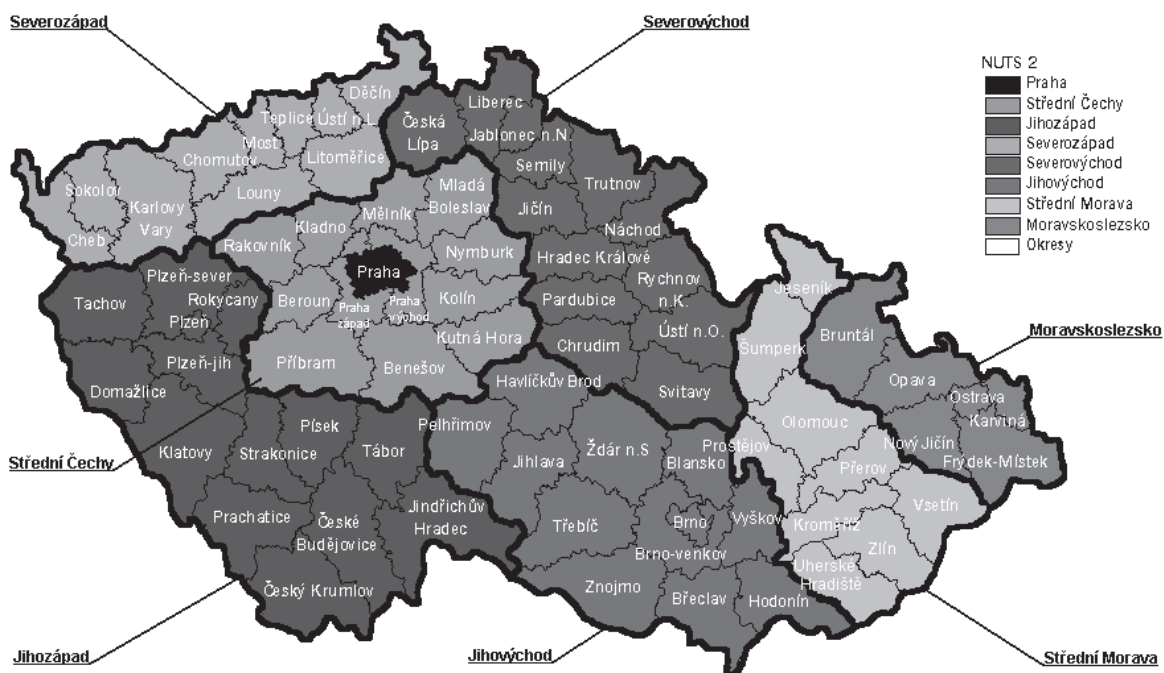 Severozápad
Severovýchod
NUTS 2
Praha
Střední Čechy
Jihozápad
Severozápad
Severovýchod
Jihovýchod
Střední Morava
Moravskoslezsko
Okresy
Děčín
Liberec
Teplice
Ústí n.L.
Česká
Lípa
Jablonec n.N.
Most
Chomutov
Litoměřice
Semily
Sokolov
Louny
Mladá
Boleslav
Trutnov
Karlovy
Vary
Mělník
Jičín
Cheb
Kladno
Rakovník
Náchod
Nymburk
Hradec Králové
Plzeň-sever
Praha
Rychnov
n.K.
Jeseník
Tachov
Rokycany
Beroun
Praha
západ
Praha
východ
Kolín
Pardubice
Plzeň
Ústí n.O.
Bruntál
Moravskoslezsko
Kutná Hora
Chrudim
Šumperk
Plzeň-jih
Příbram
Benešov
Opava
Domažlice
Havlíčkův Brod
Svitavy
Ostrava
Karviná
Písek
Pelhřimov
Olomouc
Klatovy
Strakonice
Tábor
Ždár n.S
Prostějov
Nový Jičín
Střední Čechy
Jihlava
Blansko
Přerov
Frýdek-Místek
Jindřichův
Hradec
Vsetín
Prachatice
České
Budějovice
Třebíč
Brno
Vyškov
Kroměříž
Zlín
Brno-venkov
Uherské
Hradiště
Český Krumlov
Znojmo
Břeclav
Hodonín
Jihozápad
Jihovýchod
Střední Morava